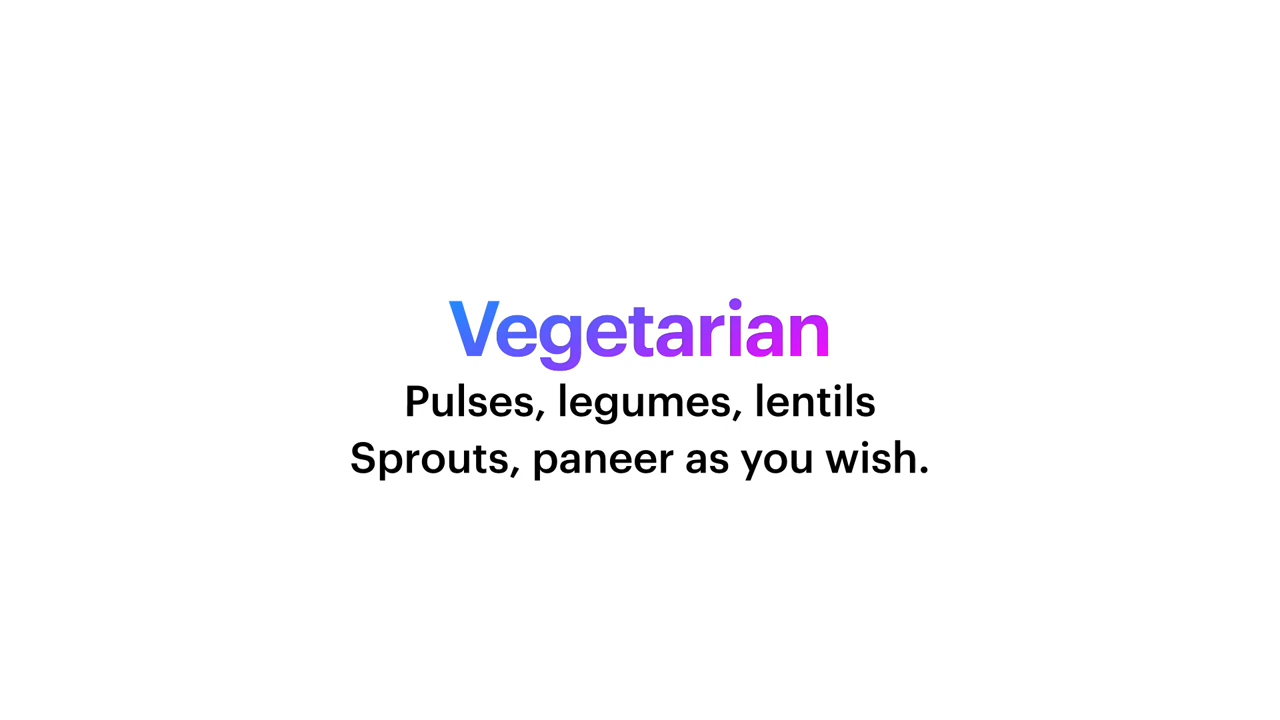 Vegetarian
Pulses, legumes, lentils
Sprouts, paneer as you wish.